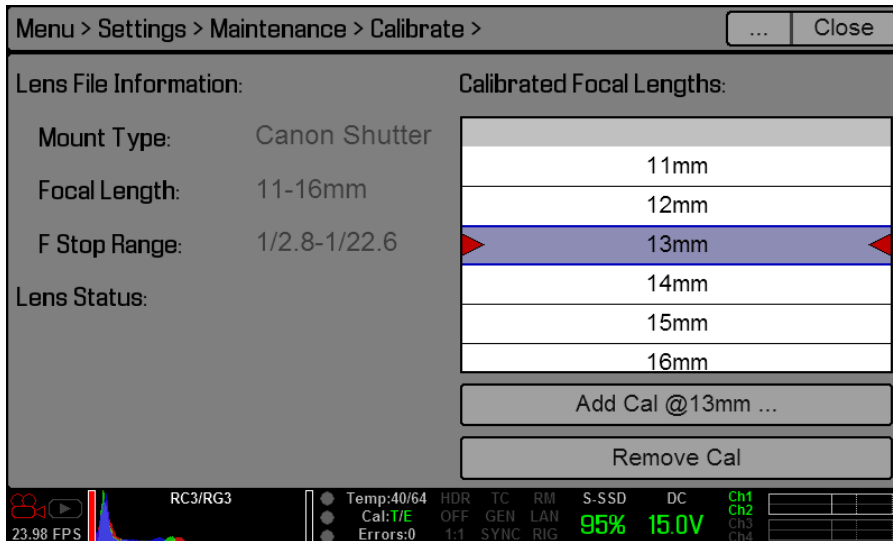 Menu > Settings > Maintenance > Calibrate >
... Close
Lens File Information:
Mount Type: Canon Shutter
Focal Length: 11-16mm
F Stop Range: 1/2.8-1/22.6
Lens Status:
Calibrated Focal Lengths:
11mm
12mm
13mm
14mm
15mm
16mm
Add Cal @13mm ...
Remove Cal
23.98 FPS
RC3/RG3
Temp:40/64
Cal:T/E
Errors:0
HDR TC RM
OFF GEN LAN
1:1 SYNC RIG
S-SSD
95%
DC
15.0V
Ch1
Ch2
Ch3
Ch4